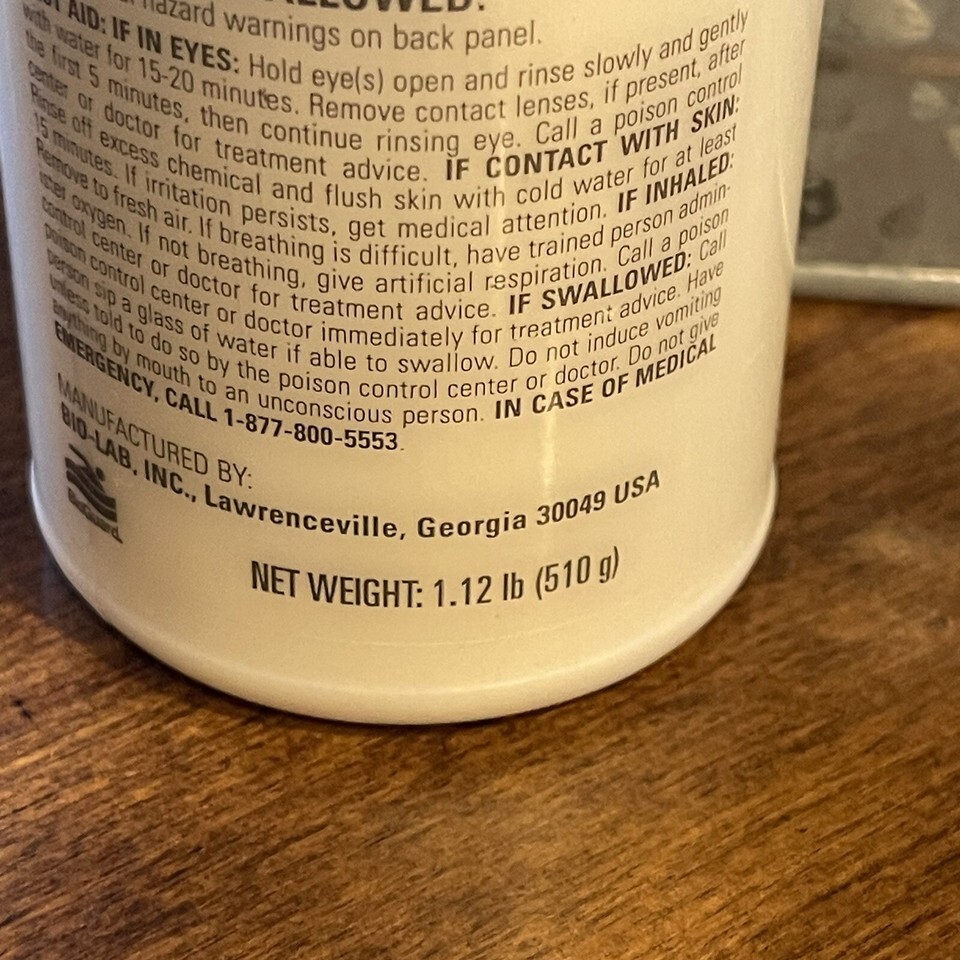 ALLOWED.
hazard warnings on back panel.
AID: IF IN EYES: Hold eye(s) open and rinse slowly and gently
with water for 15-20 minutes. Remove contact lenses, if present, after
the first 5 minutes, then continue rinsing eye. Call a poison control
center or doctor for treatment advice. IF CONTACT WITH SKIN:
Rinse off excess chemical and flush skin with cold water for at least
15 minutes. If irritation persists, get medical attention. IF INHALED:
Remove to fresh air. If breathing is difficult, have trained person admin-
ister oxygen. If not breathing, give artificial respiration. Call a poison
control center or doctor for treatment advice. IF SWALLOWED: Call
poison control center or doctor immediately for treatment advice. Have
person sip a glass of water if able to swallow. Do not induce vomiting
unless told to do so by the poison control center or doctor. Do not give
anything by mouth to an unconscious person. IN CASE OF MEDICAL
EMERGENCY, CALL 1-877-800-5553.
MANUFACTURED BY:
BIO-LAB, INC., Lawrenceville, Georgia 30049 USA
BioGuard
NET WEIGHT: 1.12 lb (510 g)